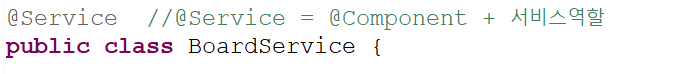 @Service  //@Service = @Component + 서비스역할
public class BoardService {